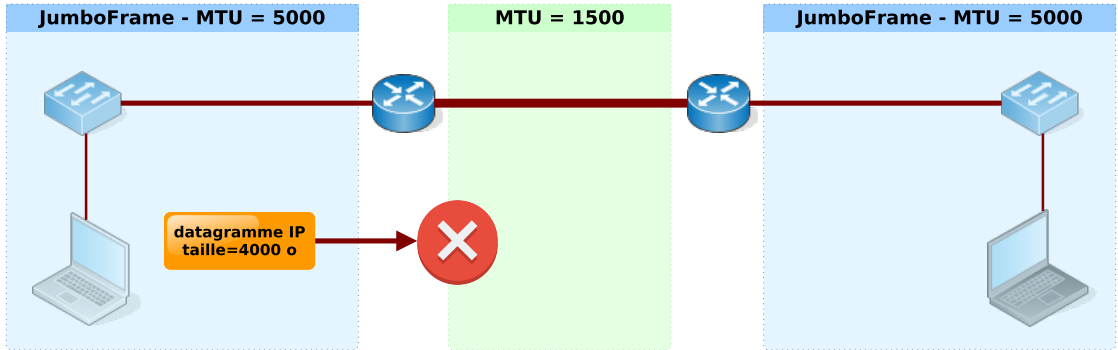 JumboFrame - MTU = 5000
MTU = 1500
JumboFrame - MTU = 5000
datagramme IP
taille=4000 o